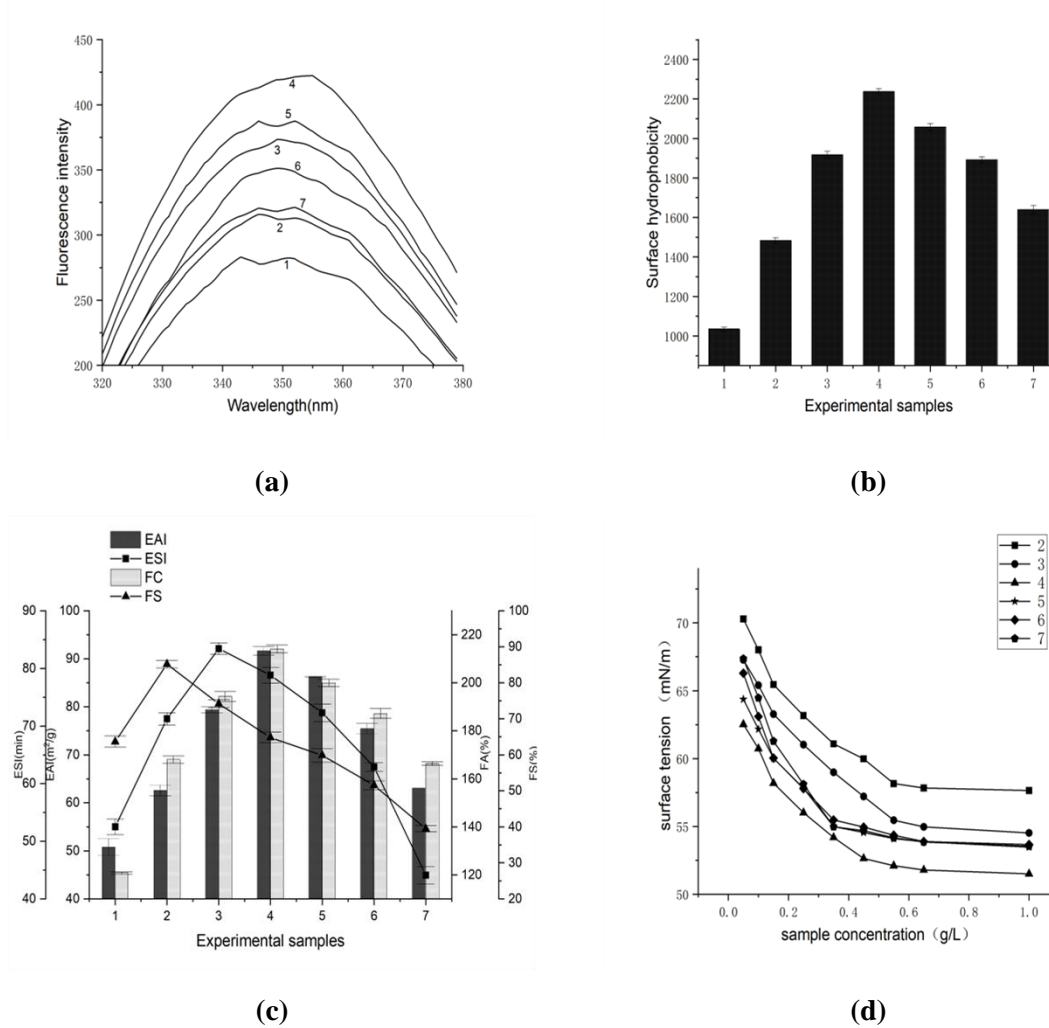 450
400
350
300
250
200
Fluorescence intensity
4
5
3
6
7
2
1
320 330 340 350 360 370 380
Wavelength(nm)
(a)
2400
2200
2000
1800
1600
1400
1200
1000
Surface hydrophobicity
1 2 3 4 5 6 7
Experimental samples
(b)
EAI
ESI
FC
FS
90
80
70
60
50
40
ESI(min)
100
95
90
85
80
75
70
65
60
55
50
45
40
EAI(m²/g)
220
200
180
160
140
120
FA(%)
100
90
80
70
60
50
40
30
20
FS(%)
1 2 3 4 5 6 7
Experimental samples
(c)
2
3
4
5
6
7
70
65
60
55
50
surface tension （mN/m）
0.0 0.2 0.4 0.6 0.8 1.0
sample concentration（g/L）
(d)